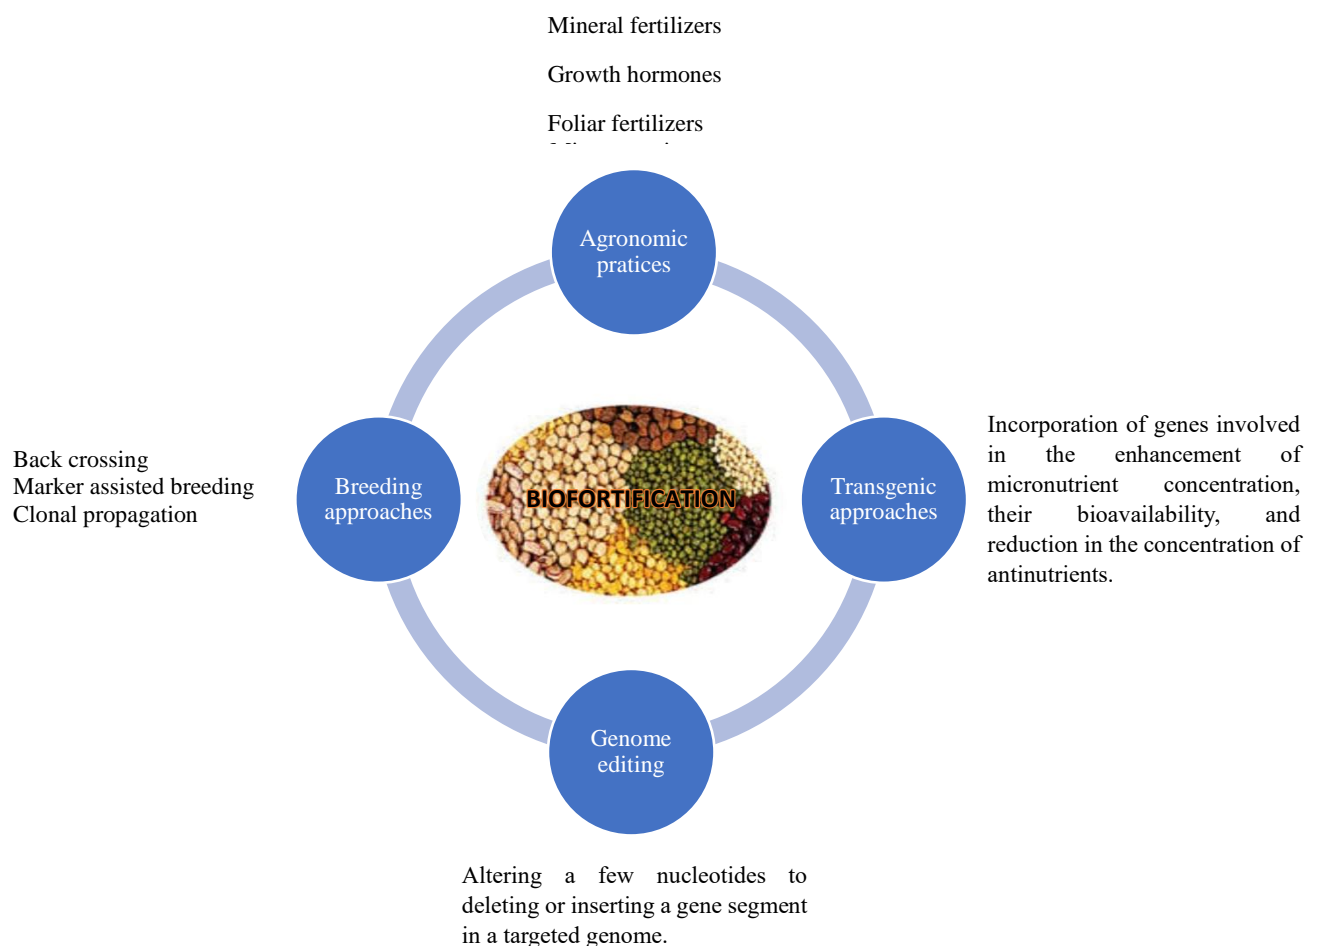 Mineral fertilizers
Growth hormones
Foliar fertilizers
Agronomic
pratices
Back crossing
Marker assisted breeding
Clonal propagation
Breeding
approaches
BIOFORTIFICATION
Transgenic
approaches
Incorporation of genes involved
in the enhancement of
micronutrient concentration,
their bioavailability, and
reduction in the concentration of
antinutrients.
Genome
editing
Altering a few nucleotides to
deleting or inserting a gene segment
in a targeted genome.